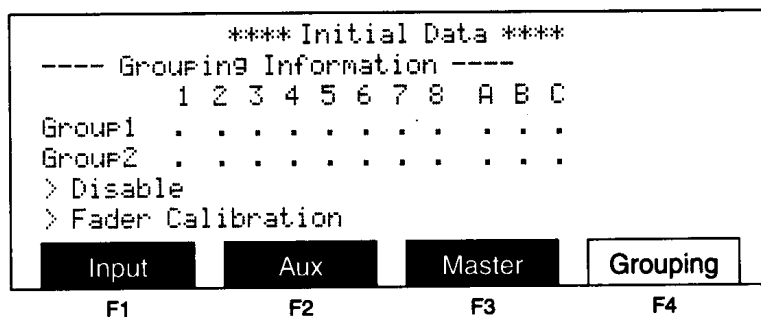 **** Initial Data ****
---- Grouping Information ----
1 2 3 4 5 6 7 8 A B C
Group1 . . . . . . . . . . .
Group2 . . . . . . . . . . .
> Disable
> Fader Calibration
Input Aux Master Grouping
F1 F2 F3 F4